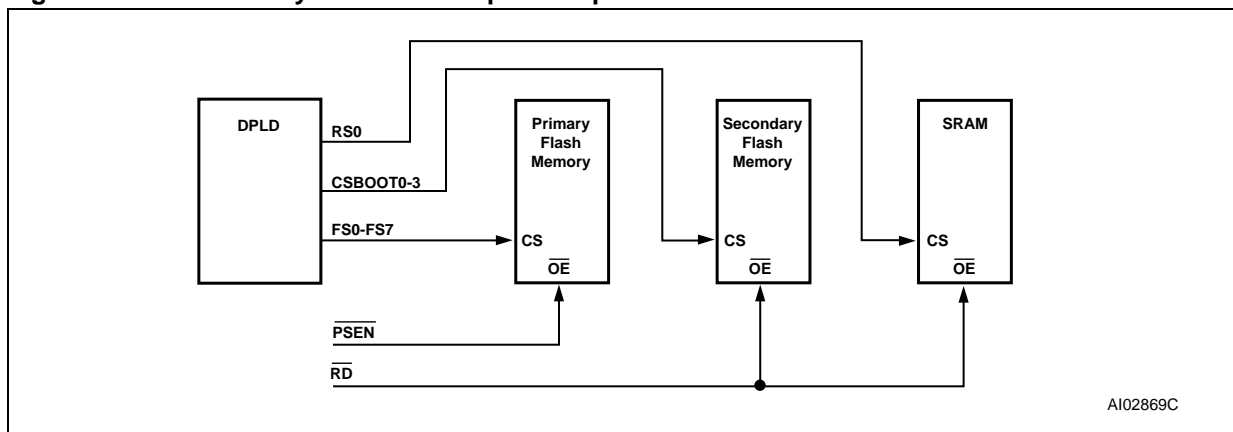 DPLD
RS0
CSBOOT0-3
FS0-FS7
Primary
Flash
Memory
CS
OE
Secondary
Flash
Memory
CS
OE
SRAM
CS
OE
PSEN
RD
AI02869C